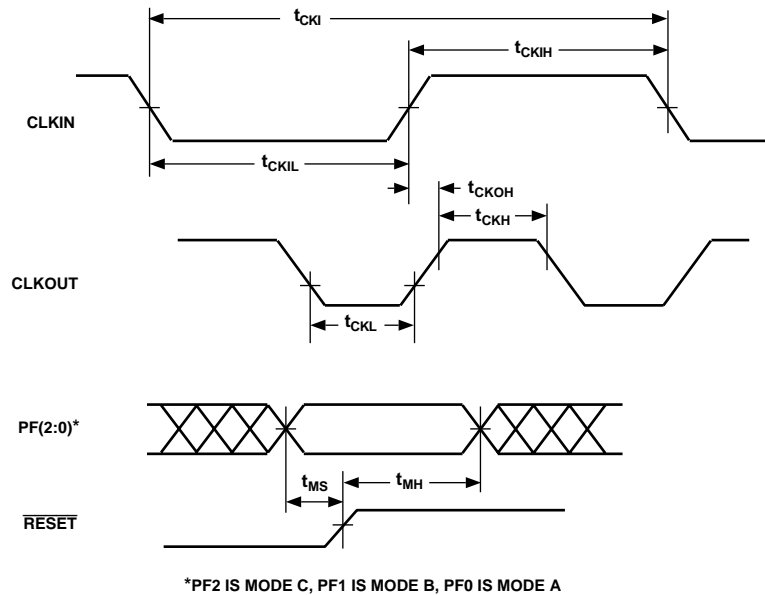 tCKI
tCKIH
CLKIN
tCKIL
tCKOH
tCKH
CLKOUT
tCKL
PF(2:0)*
tMS
tMH
RESET
*PF2 IS MODE C, PF1 IS MODE B, PF0 IS MODE A